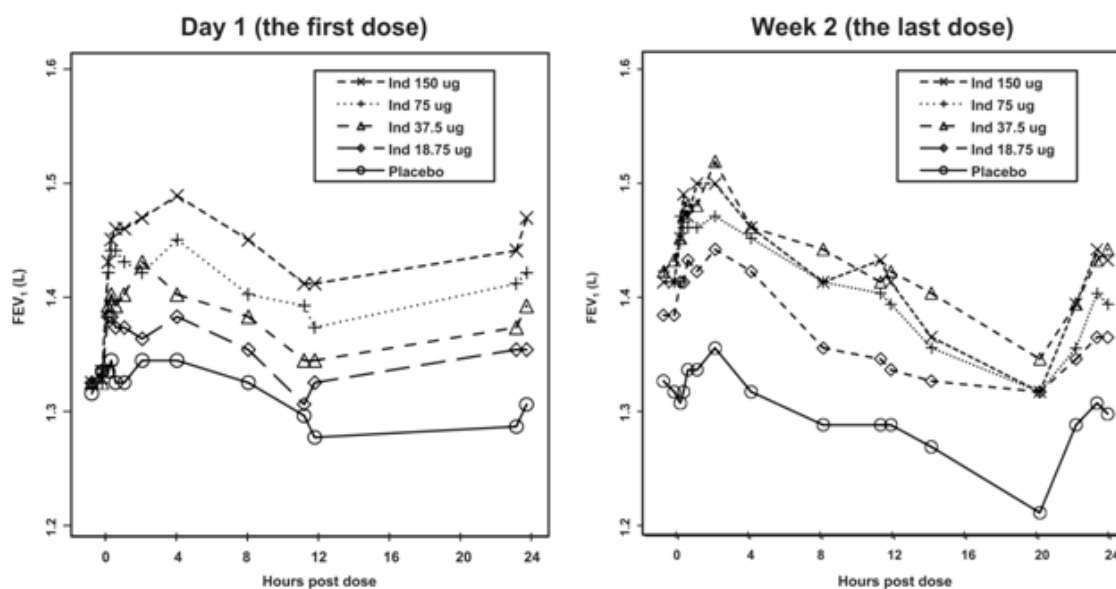 Day 1 (the first dose)
1.6
1.5
1.4
1.3
1.2
FEV₁ (L)
Ind 150 ug
Ind 75 ug
Ind 37.5 ug
Ind 18.75 ug
Placebo
0 4 8 12 16 20 24
Hours post dose
Week 2 (the last dose)
1.6
1.5
1.4
1.3
1.2
FEV₁ (L)
Ind 150 ug
Ind 75 ug
Ind 37.5 ug
Ind 18.75 ug
Placebo
0 4 8 12 16 20 24
Hours post dose